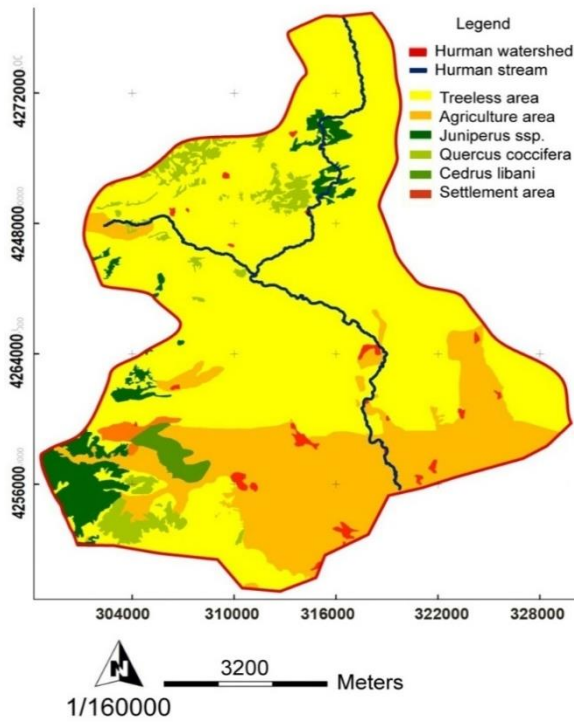 Legend
Hurman watershed
Hurman stream
Treeless area
Agriculture area
Juniperus ssp.
Quercus coccifera
Cedrus libani
Settlement area
4272000
4248000
4264000
4256000
304000 310000 316000 322000 328000
N
3200
Meters
1/160000